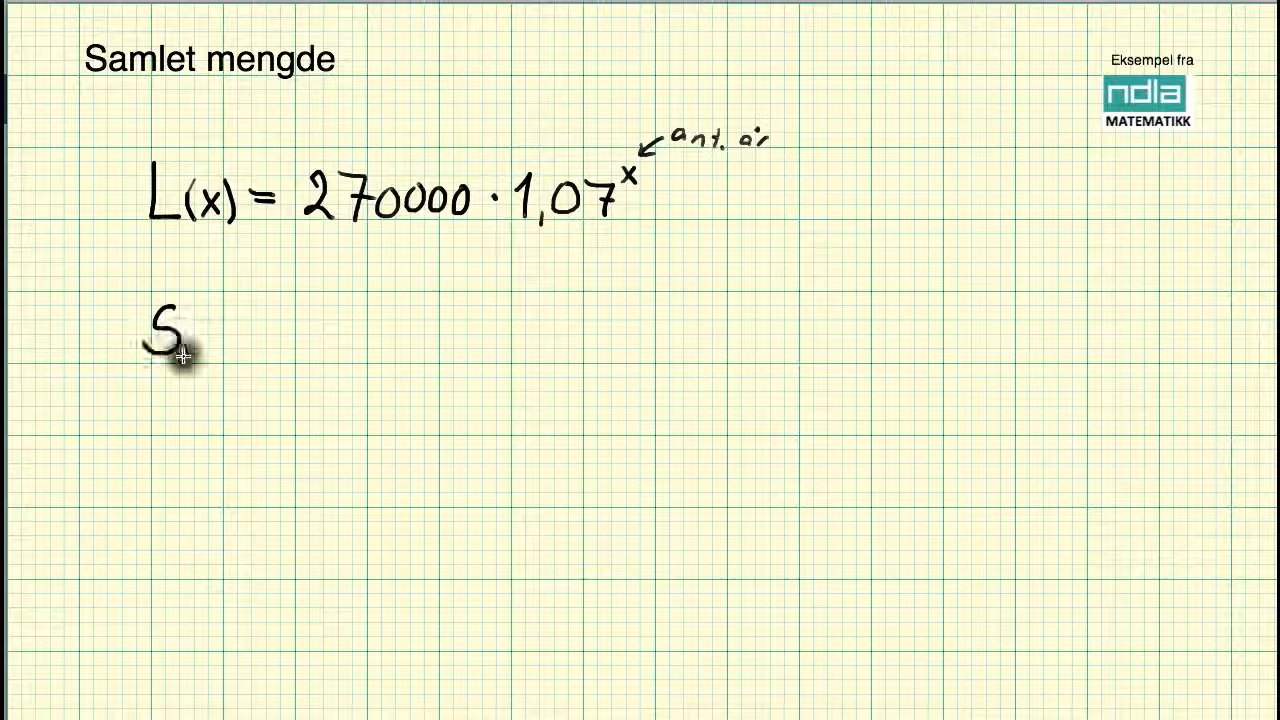 Samlet mengde
Eksempel fra
ndla
MATEMATIKK
ant. år
L(x) = 270000 · 1,07^x
S